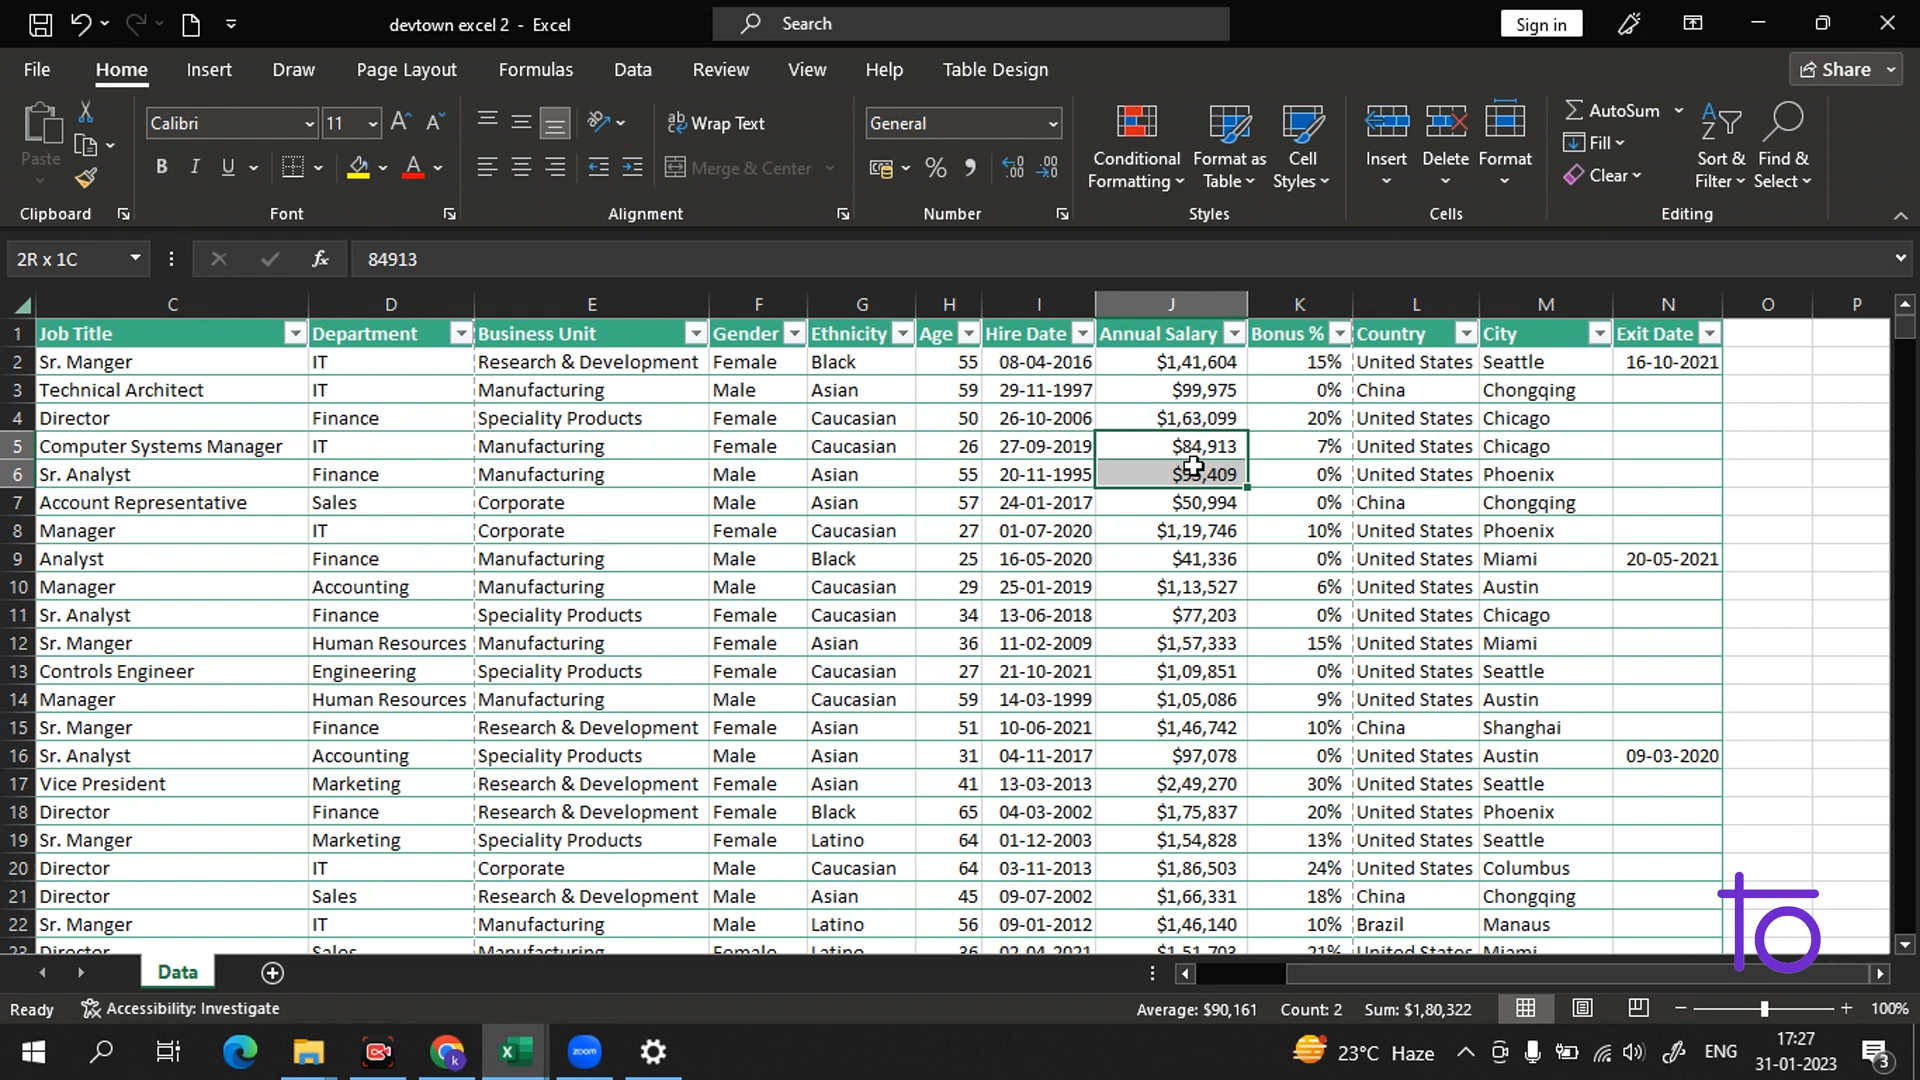 devtown excel 2 - Excel
Search
Sign in
File Home Insert Draw Page Layout Formulas Data Review View Help Table Design
Share
Paste
Clipboard
Calibri 11
B I U
Font
ab Wrap Text
Merge & Center
Alignment
General
Number
Conditional Formatting
Format as Table
Cell Styles
Styles
Insert Delete Format
Cells
AutoSum
Fill
Clear
Sort & Filter
Find & Select
Editing
2R x 1C fx 84913
C D E F G H I J K L M N O P
1 Job Title Department Business Unit Gender Ethnicity Age Hire Date Annual Salary Bonus % Country City Exit Date
2 Sr. Manger IT Research & Development Female Black 55 08-04-2016 $1,41,604 15% United States Seattle 16-10-2021
3 Technical Architect IT Manufacturing Male Asian 59 29-11-1997 $99,975 0% China Chongqing
4 Director Finance Speciality Products Female Caucasian 50 26-10-2006 $1,63,099 20% United States Chicago
5 Computer Systems Manager IT Manufacturing Female Caucasian 26 27-09-2019 $84,913 7% United States Chicago
6 Sr. Analyst Finance Manufacturing Male Asian 55 20-11-1995 0% United States Phoenix
7 Account Representative Sales Corporate Male Asian 57 24-01-2017 $50,994 0% China Chongqing
8 Manager IT Corporate Female Caucasian 27 01-07-2020 $1,19,746 10% United States Phoenix
9 Analyst Finance Manufacturing Male Black 25 16-05-2020 $41,336 0% United States Miami 20-05-2021
10 Manager Accounting Manufacturing Male Caucasian 29 25-01-2019 $1,13,527 6% United States Austin
11 Sr. Analyst Finance Speciality Products Female Caucasian 34 13-06-2018 $77,203 0% United States Chicago
12 Sr. Manger Human Resources Manufacturing Female Asian 36 11-02-2009 $1,57,333 15% United States Miami
13 Controls Engineer Engineering Speciality Products Female Caucasian 27 21-10-2021 $1,09,851 0% United States Seattle
14 Manager Human Resources Manufacturing Male Caucasian 59 14-03-1999 $1,05,086 9% United States Austin
15 Sr. Manger Finance Research & Development Female Asian 51 10-06-2021 $1,46,742 10% China Shanghai
16 Sr. Analyst Accounting Speciality Products Male Asian 31 04-11-2017 $97,078 0% United States Austin 09-03-2020
17 Vice President Marketing Research & Development Female Asian 41 13-03-2013 $2,49,270 30% United States Seattle
18 Director Finance Research & Development Female Black 65 04-03-2002 $1,75,837 20% United States Phoenix
19 Sr. Manger Marketing Speciality Products Female Latino 64 01-12-2003 $1,54,828 13% United States Seattle
20 Director IT Corporate Male Caucasian 64 03-11-2013 $1,86,503 24% United States Columbus
21 Director Sales Research & Development Male Asian 45 09-07-2002 $1,66,331 18% China Chongqing
22 Sr. Manger IT Manufacturing Male Latino 56 09-01-2012 $1,46,140 10% Brazil Manaus
23 Director Sales Manufacturing Female Latino 36 02-04-2021 $1,51,703 21% United States Miami
to
Data
Ready Accessibility: Investigate Average: $90,161 Count: 2 Sum: $1,80,322 100%
zoom
23°C Haze
ENG
17:27
31-01-2023
3